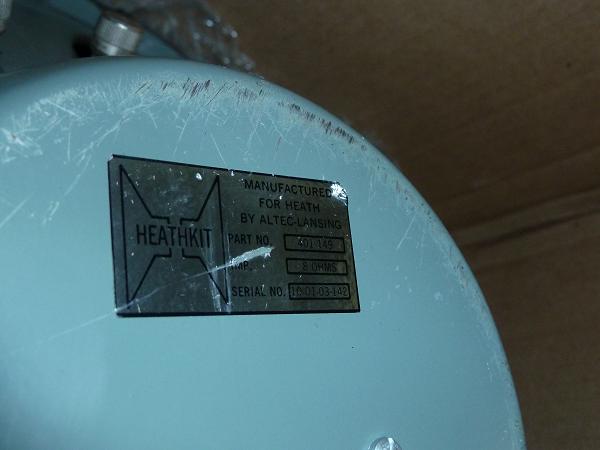 HEATHKIT
MANUFACTURED
FOR HEATH
BY ALTEC-LANSING
PART NO. 401-149
IMP. 8 OHMS
SERIAL NO. 10-01-03-142